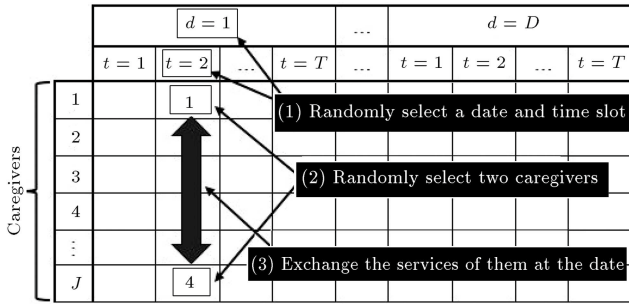 d = 1 ... d = D
t = 1 t = 2 ... t = T ... t = 1 t = 2 ... t = T
Caregivers
1 1
(1) Randomly select a date and time slot
2
3 (2) Randomly select two caregivers
4
⋮ (3) Exchange the services of them at the date
J 4